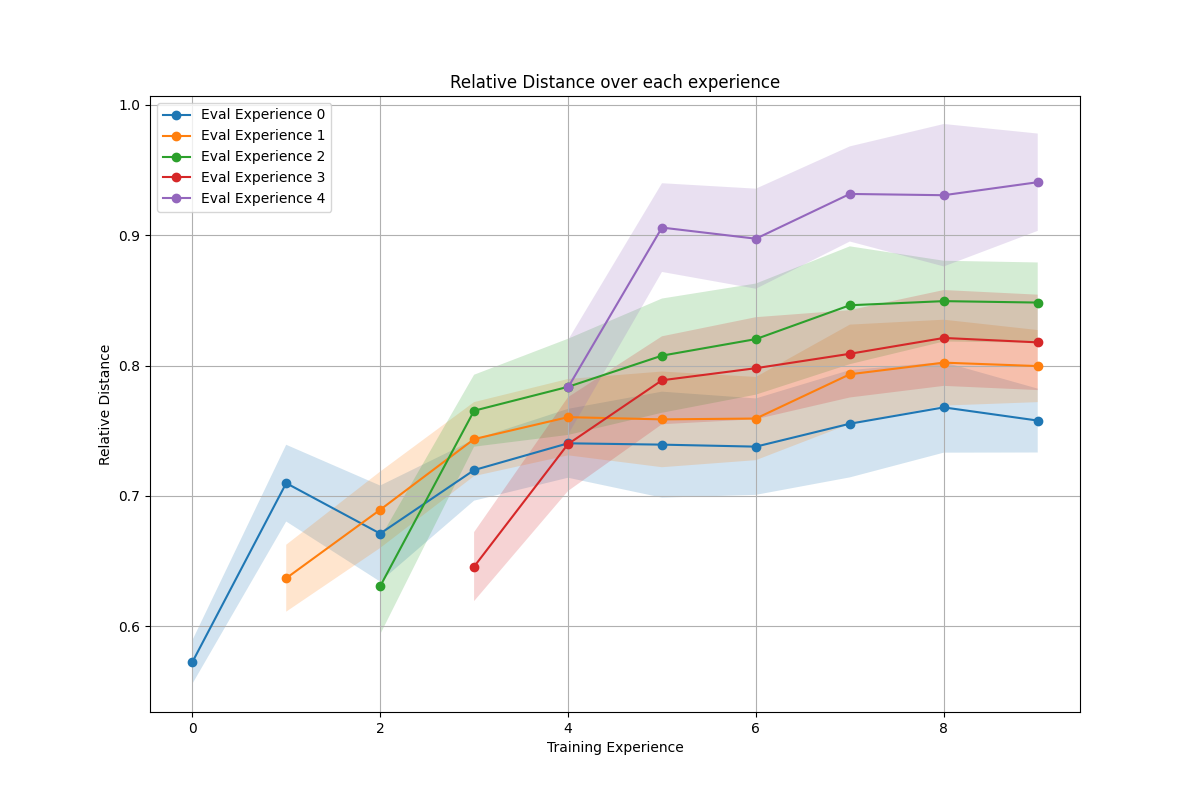 Relative Distance over each experience
Eval Experience 0
Eval Experience 1
Eval Experience 2
Eval Experience 3
Eval Experience 4
1.0
0.9
0.8
0.7
0.6
Relative Distance
0 2 4 6 8
Training Experience